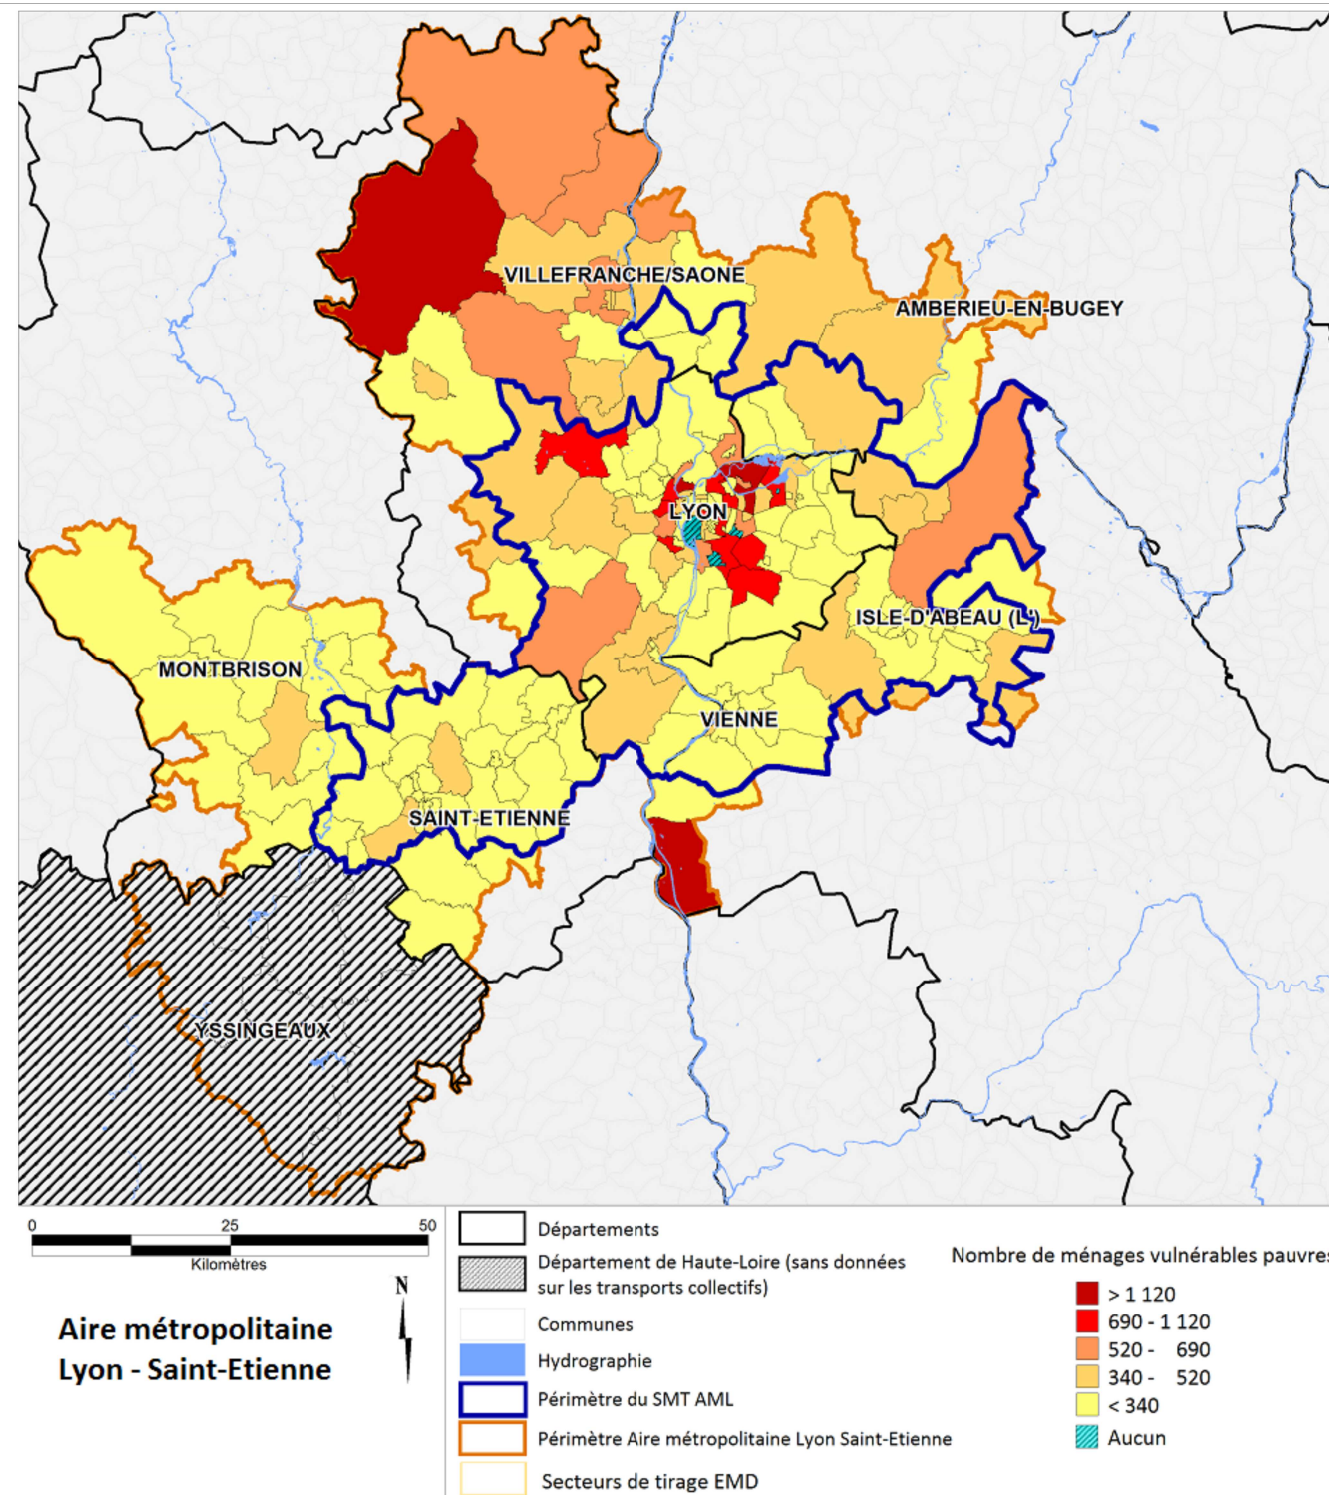 VILLEFRANCHE/SAONE
AMBERIEU-EN-BUGEY
LYON
ISLE-D'ABEAU (L')
MONTBRISON
VIENNE
SAINT-ETIENNE
YSSINGEAUX
0 25 50
Kilomètres
N
Aire métropolitaine
Lyon - Saint-Etienne
Départements
Département de Haute-Loire (sans données
sur les transports collectifs)
Communes
Hydrographie
Périmètre du SMT AML
Périmètre Aire métropolitaine Lyon Saint-Etienne
Secteurs de tirage EMD
Nombre de ménages vulnérables pauvres
> 1 120
690 - 1 120
520 - 690
340 - 520
< 340
Aucun